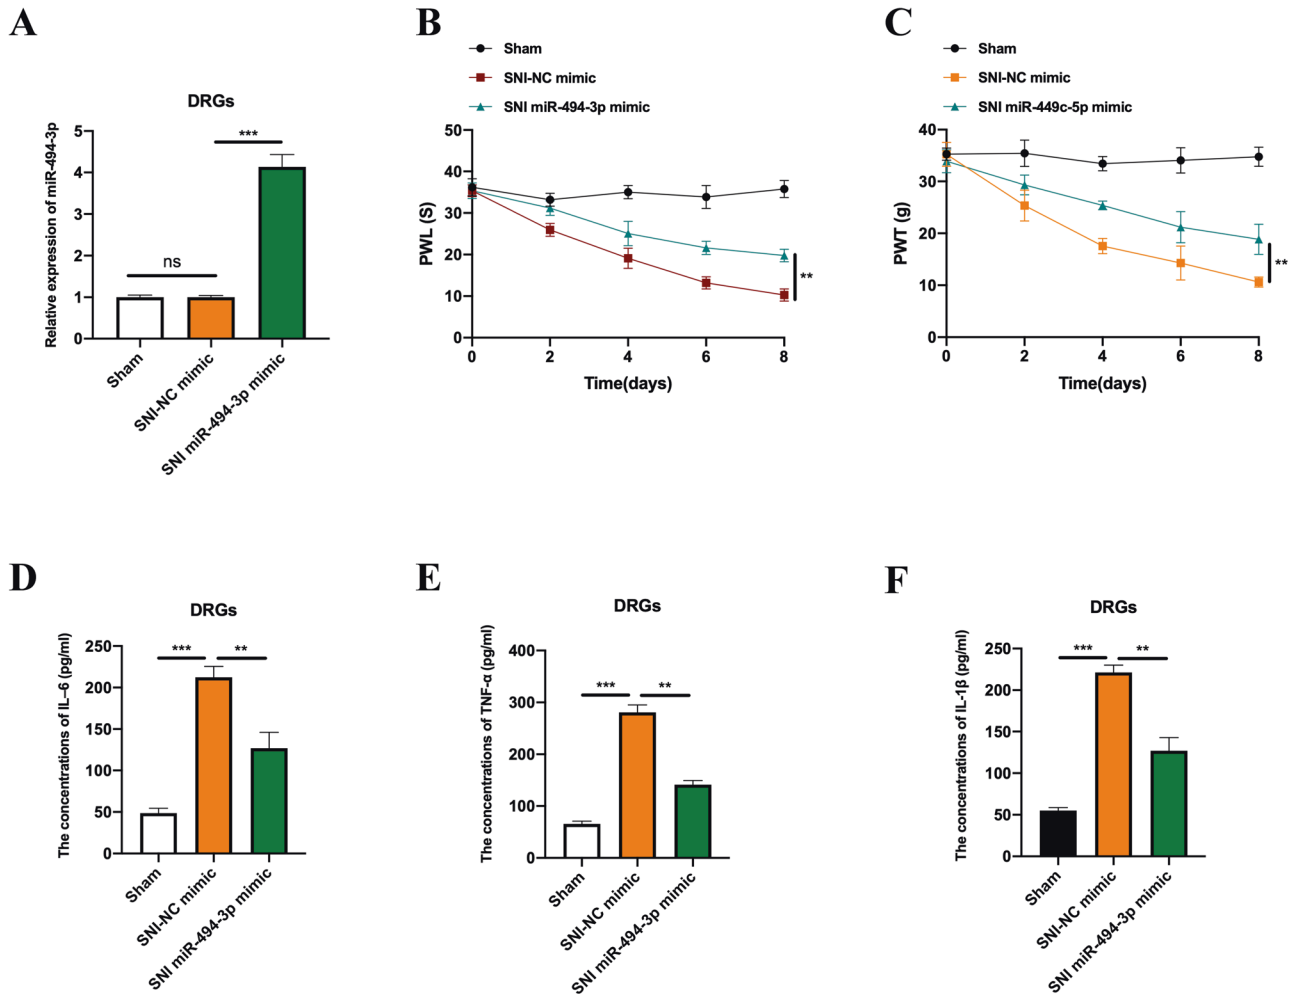 A
DRGs
Relative expression of miR-494-3p
5
4
3
2
1
0
***
ns
Sham
SNI-NC mimic
SNI miR-494-3p mimic
B
Sham
SNI-NC mimic
SNI miR-494-3p mimic
PWL (S)
50
40
30
20
10
0
**
0 2 4 6 8
Time(days)
C
Sham
SNI-NC mimic
SNI miR-449c-5p mimic
PWT (g)
40
30
20
10
0
**
0 2 4 6 8
Time(days)
D
DRGs
The concentrations of IL–6 (pg/ml)
250
200
150
100
50
0
*** **
Sham
SNI-NC mimic
SNI miR-494-3p mimic
E
DRGs
The concentrations of TNF-α (pg/ml)
400
300
200
100
0
*** **
Sham
SNI-NC mimic
SNI miR-494-3p mimic
F
DRGs
The concentrations of IL-1β (pg/ml)
250
200
150
100
50
0
*** **
Sham
SNI-NC mimic
SNI miR-494-3p mimic